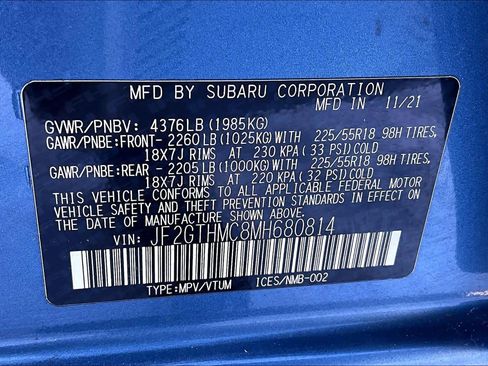 MFD BY SUBARU CORPORATION
MFD IN 11/21
GVWR/PNBV: 4376LB(1985KG)
GAWR/PNBE:FRONT- 2260LB(1025KG)WITH 225/55R18 98H TIRES,
18X7J RIMS AT 230 KPA ( 33 PSI)COLD
GAWR/PNBE:REAR - 2205LB(1000KG)WITH 225/55R18 98H TIRES,
18X7J RIMS AT 220 KPA ( 32 PSI)COLD
THIS VEHICLE CONFORMS TO ALL APPLICABLE FEDERAL MOTOR
VEHICLE SAFETY AND THEFT PREVENTION STANDARDS IN EFFECT ON
THE DATE OF MANUFACTURE SHOWN ABOVE.
VIN: JF2GTHMC8MH680814
TYPE:MPV/VTUM ICES/NMB-002